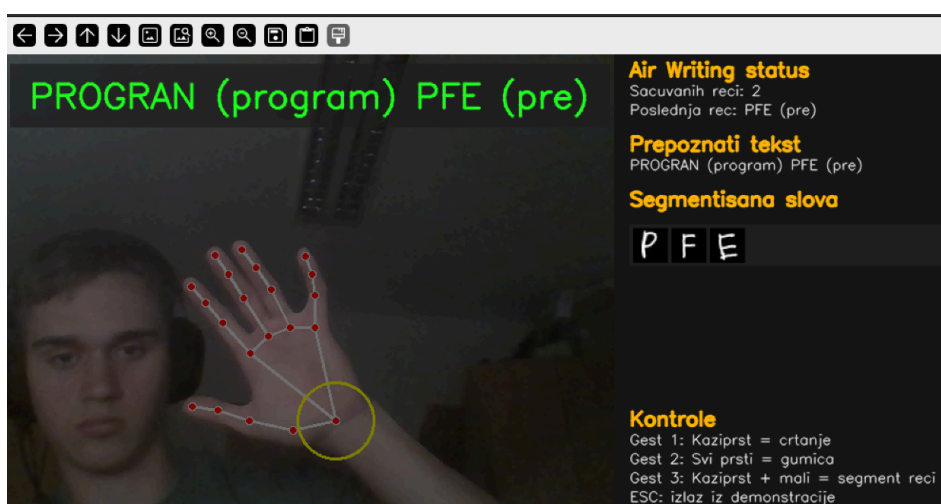 PROGRAN (program) PFE (pre)
Air Writing status
Sacuvanih reci: 2
Poslednja rec: PFE (pre)
Prepoznati tekst
PROGRAN (program) PFE (pre)
Segmentisana slova
P F E
Kontrole
Gest 1: Kaziprst = crtanje
Gest 2: Svi prsti = gumica
Gest 3: Kaziprst + mali = segment reci
ESC: izlaz iz demonstracije